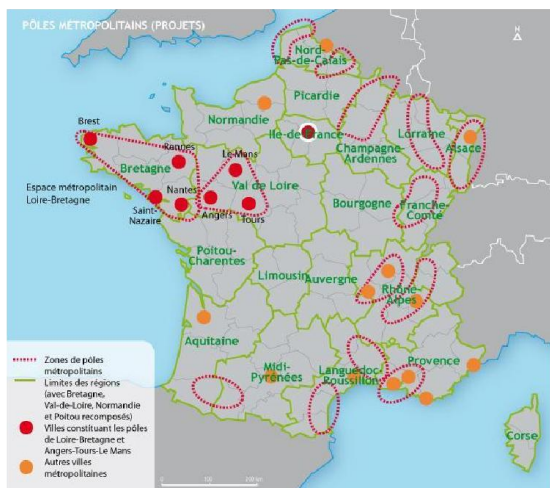 PÔLES MÉTROPOLITAINS (PROJETS)
N
Nord-
Pas-de-Calais
Picardie
Normandie
Ile-de-France
Champagne-
Ardennes
Lorraine
Alsace
Brest
Rennes
Bretagne
Le Mans
Val de Loire
Espace métropolitain
Loire-Bretagne
Nantes
Saint-
Nazaire
Angers
Tours
Bourgogne
Franche-
Comté
Poitou-
Charentes
Limousin
Auvergne
Rhône-
Alpes
Aquitaine
Midi-
Pyrénées
Languedoc-
Roussillon
Provence
Corse
Zones de pôles
métropolitains
Limites des régions
(avec Bretagne,
Val-de-Loire, Normandie
et Poitou recomposés)
Villes constituant les pôles
de Loire-Bretagne et
Angers-Tours-Le Mans
Autres villes
métropolitaines